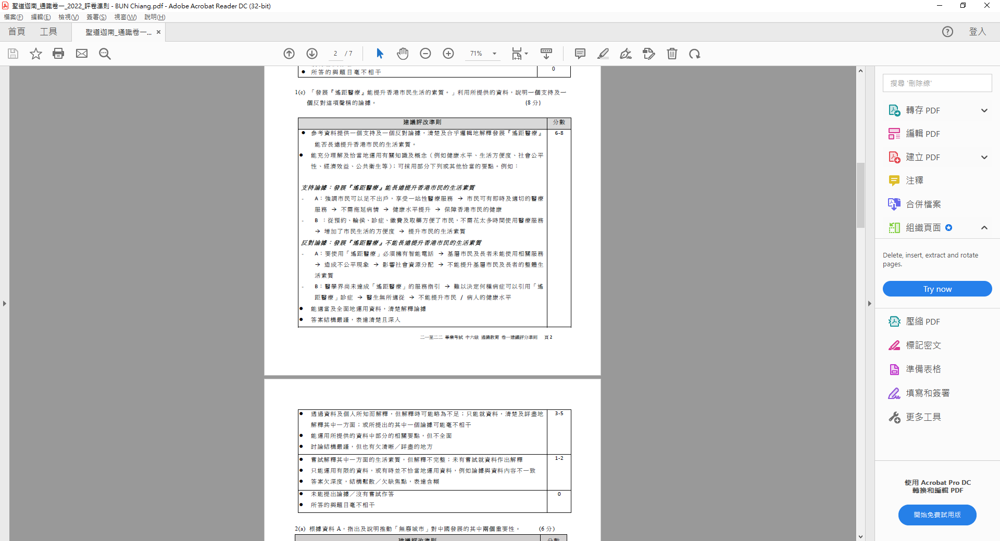 聖道迦南_通識卷一_2022_評卷準則 - BUN Chiang.pdf - Adobe Acrobat Reader DC (32-bit)
檔案(F) 編輯(E) 檢視(V) 簽署(S) 視窗(W) 說明(H)
首頁 工具 聖道迦南_通識卷一... × 登入
2 / 7 71%
所答的與題目毫不相干 0
1(c) 「發展『遙距醫療』能提升香港市民生活的素質。」利用所提供的資料，說明一個支持及一
個反對這項聲稱的論據。 (8 分)
建議評改準則 分數
● 參考資料提供一個支持及一個反對論據，清楚及合乎邏輯地解釋發展『遙距醫療』 6-8
能否長遠提升香港市民的生活素質。
● 能充分理解及恰當地運用有關知識及概念（例如健康水平、生活方便度、社會公平
性、經濟效益、公共衛生等）；可採用部分下列或其他恰當的要點。例如：
支持論據：發展『遙距醫療』能長遠提升香港市民的生活素質
- A：強調市民可以足不出戶，享受一站性醫療服務 → 市民可有即時及適切的醫療
服務 → 不需拖延病情 → 健康水平提升 → 保障香港市民的健康
- B ：從預約、輪侯、診症、繳費及取藥方便了市民，不需花太多時間使用醫療服務
→ 增加了市民生活的方便度 → 提升市民的生活素質
反對論據：發展『遙距醫療』不能長遠提升香港市民的生活素質
- A：要使用「遙距醫療」必須擁有智能電話 → 基層市民及長者未能使用相關服務
→ 造成不公平現象 → 影響社會資源分配 → 不能提升基層市民及長者的整體生
活素質
- B：醫學界尚未達成「遙距醫療」的服務指引 → 難以決定何種病症可以引用「遙
距醫療」診症 → 醫生無所適從 → 不能提升市民 / 病人的健康水平
● 能適當及全面地運用資料，清楚解釋論據
● 答案結構嚴謹，表達清楚且深入
二一至二二 畢業考試 中六級 通識教育 卷一建議評分準則 頁 2
● 透過資料及個人所知而解釋，但解釋時可能略為不足；只能就資料，清楚及詳盡地 3-5
解釋其中一方面；或所提出的其中一個論據可能毫不相干
● 能運用所提供的資料中部分的相關要點，但不全面
● 討論結構嚴謹，但也有欠清晰／詳盡的地方
● 嘗試解釋其中一方面的生活素質，但解釋不完整；未有嘗試就資料作出解釋 1-2
● 只能運用有限的資料，或有時並不恰當地運用資料，例如論據與資料內容不一致
● 答案欠深度，結構鬆散／欠缺焦點，表達含糊
● 未能提出論據／沒有嘗試作答 0
● 所答的與題目毫不相干
2(a) 根據資料 A，指出及說明推動「無廢城市」對中國發展的其中兩個重要性。 (6 分)
建議評改準則 分數
搜尋 '刪除線'
轉存 PDF
編輯 PDF
建立 PDF
注釋
合併檔案
組織頁面
Delete, insert, extract and rotate
pages.
Try now
壓縮 PDF
標記密文
準備表格
填寫和簽署
更多工具
使用 Acrobat Pro DC
轉換和編輯 PDF
開始免費試用版